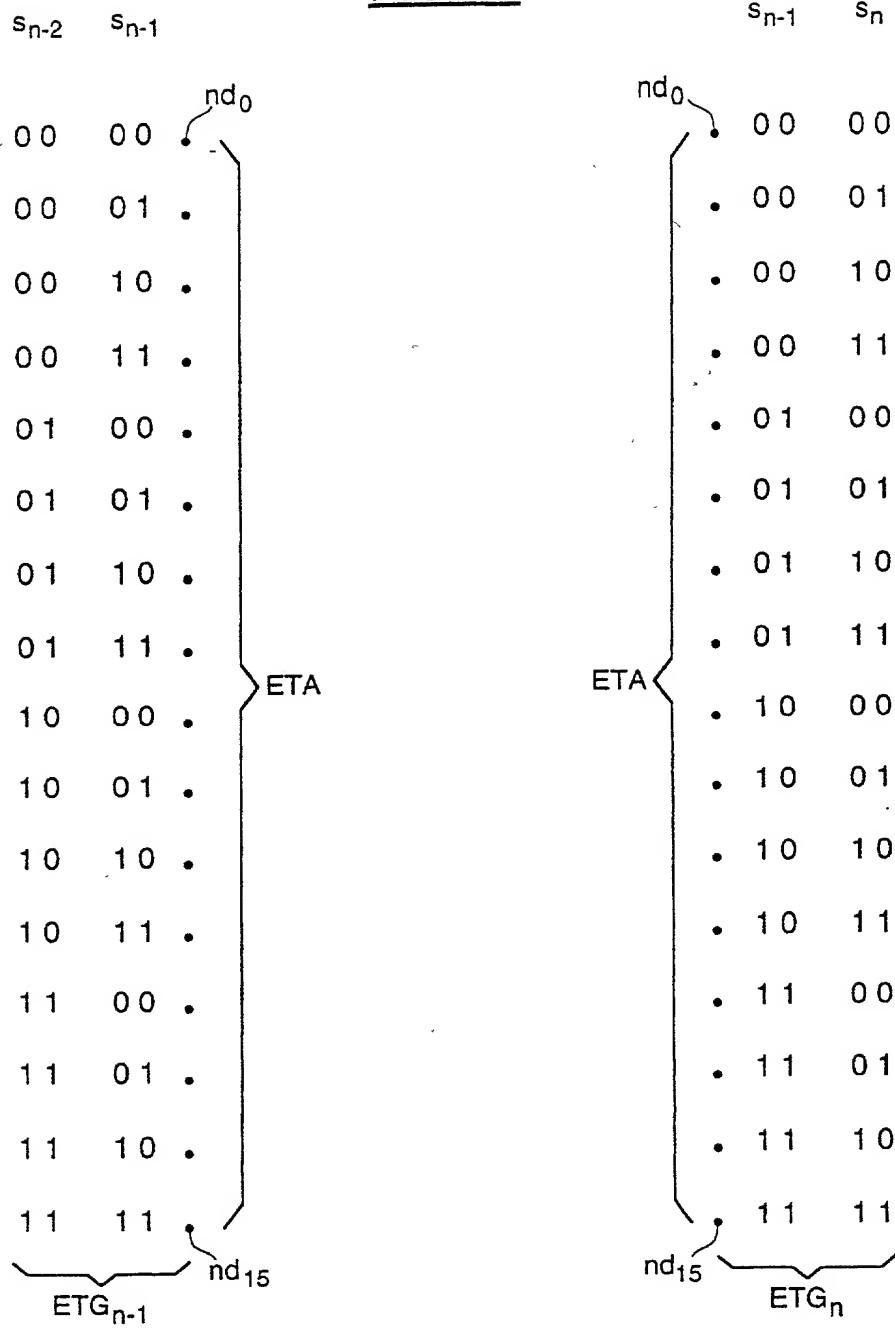 s_{n-2} s_{n-1} s_{n-1} s_n
nd_0 nd_0
00 00 00 00
00 01 00 01
00 10 00 10
00 11 00 11
01 00 01 00
01 01 01 01
01 10 01 10
01 11 01 11
ETA ETA
10 00 10 00
10 01 10 01
10 10 10 10
10 11 10 11
11 00 11 00
11 01 11 01
11 10 11 10
11 11 11 11
nd_{15} nd_{15}
ETG_{n-1} ETG_n